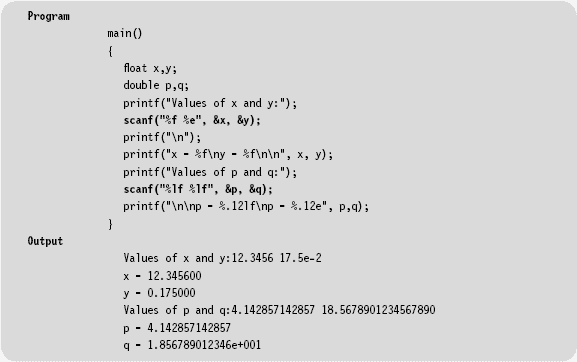 Program
main()
{
float x,y;
double p,q;
printf("Values of x and y:");
scanf("%f %e", &x, &y);
printf("\n");
printf("x = %f\ny = %f\n\n", x, y);
printf("Values of p and q:");
scanf("%lf %lf", &p, &q);
printf("\n\np = %.12lf\np = %.12e", p,q);
}
Output
Values of x and y:12.3456 17.5e-2
x = 12.345600
y = 0.175000
Values of p and q:4.142857142857 18.5678901234567890
p = 4.142857142857
q = 1.856789012346e+001